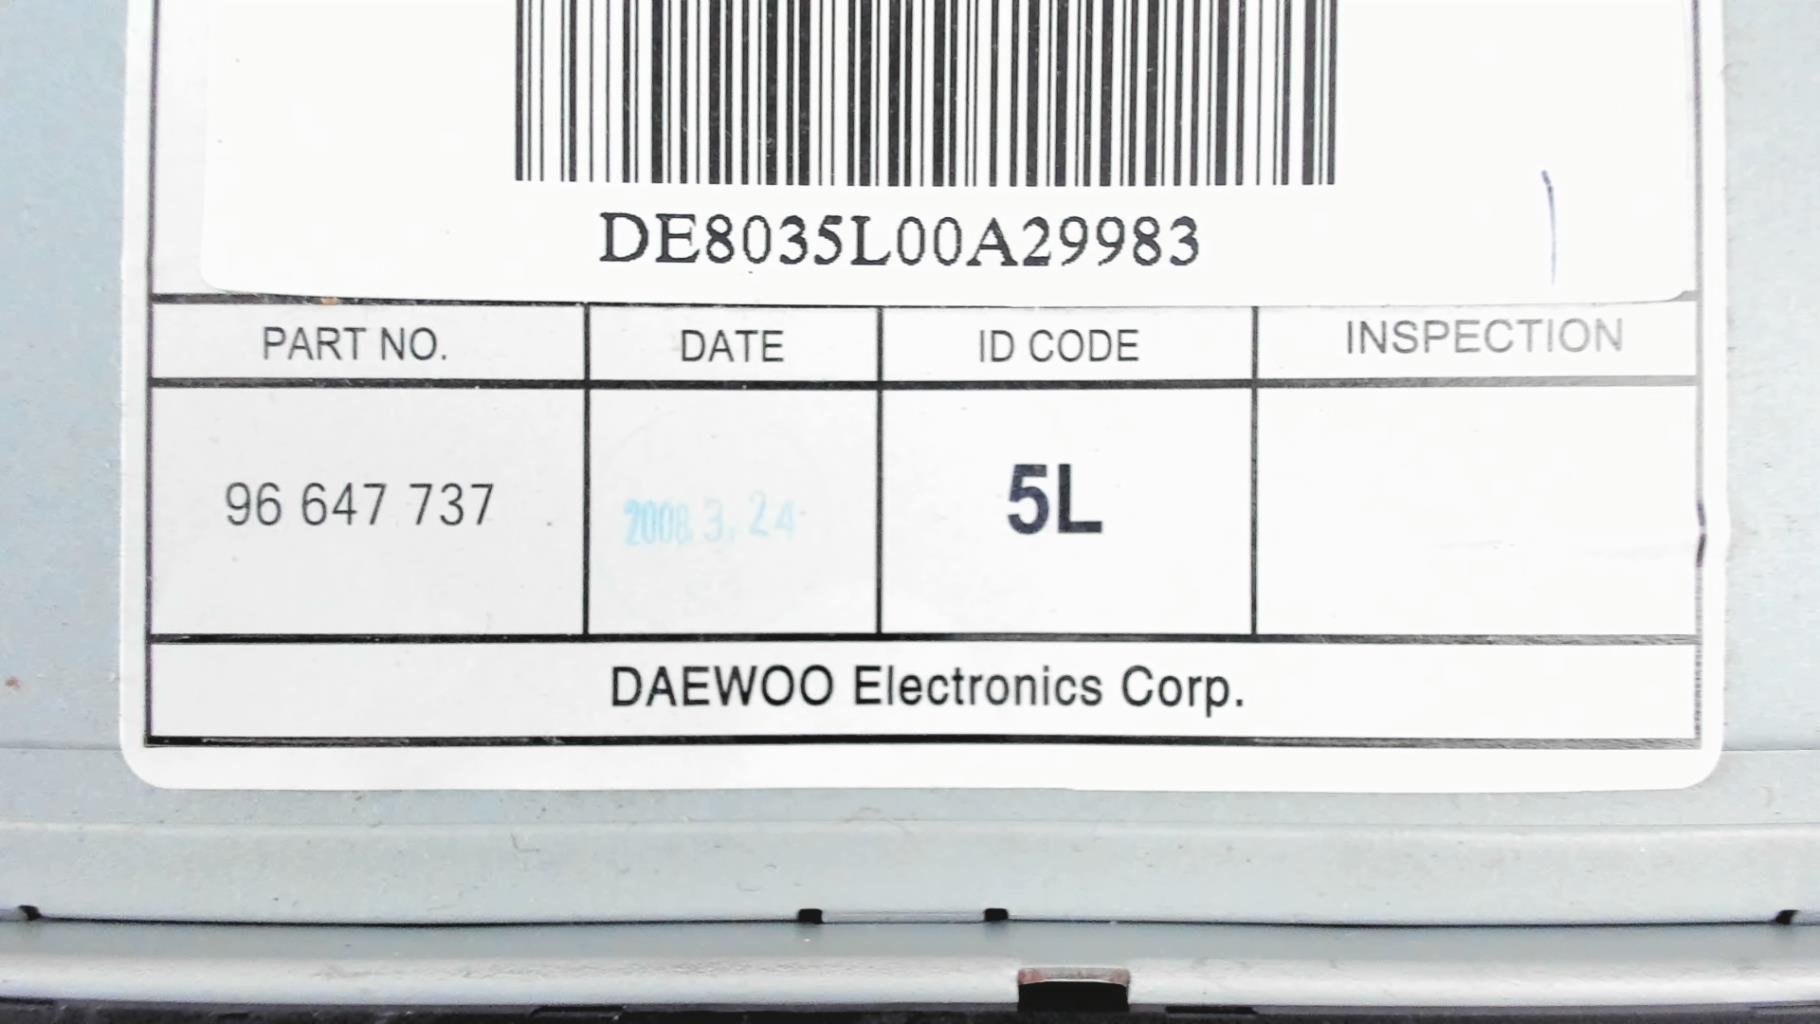 DE8035L00A29983
PART NO. DATE ID CODE INSPECTION
96 647 737 2008. 3. 24 5L
DAEWOO Electronics Corp.